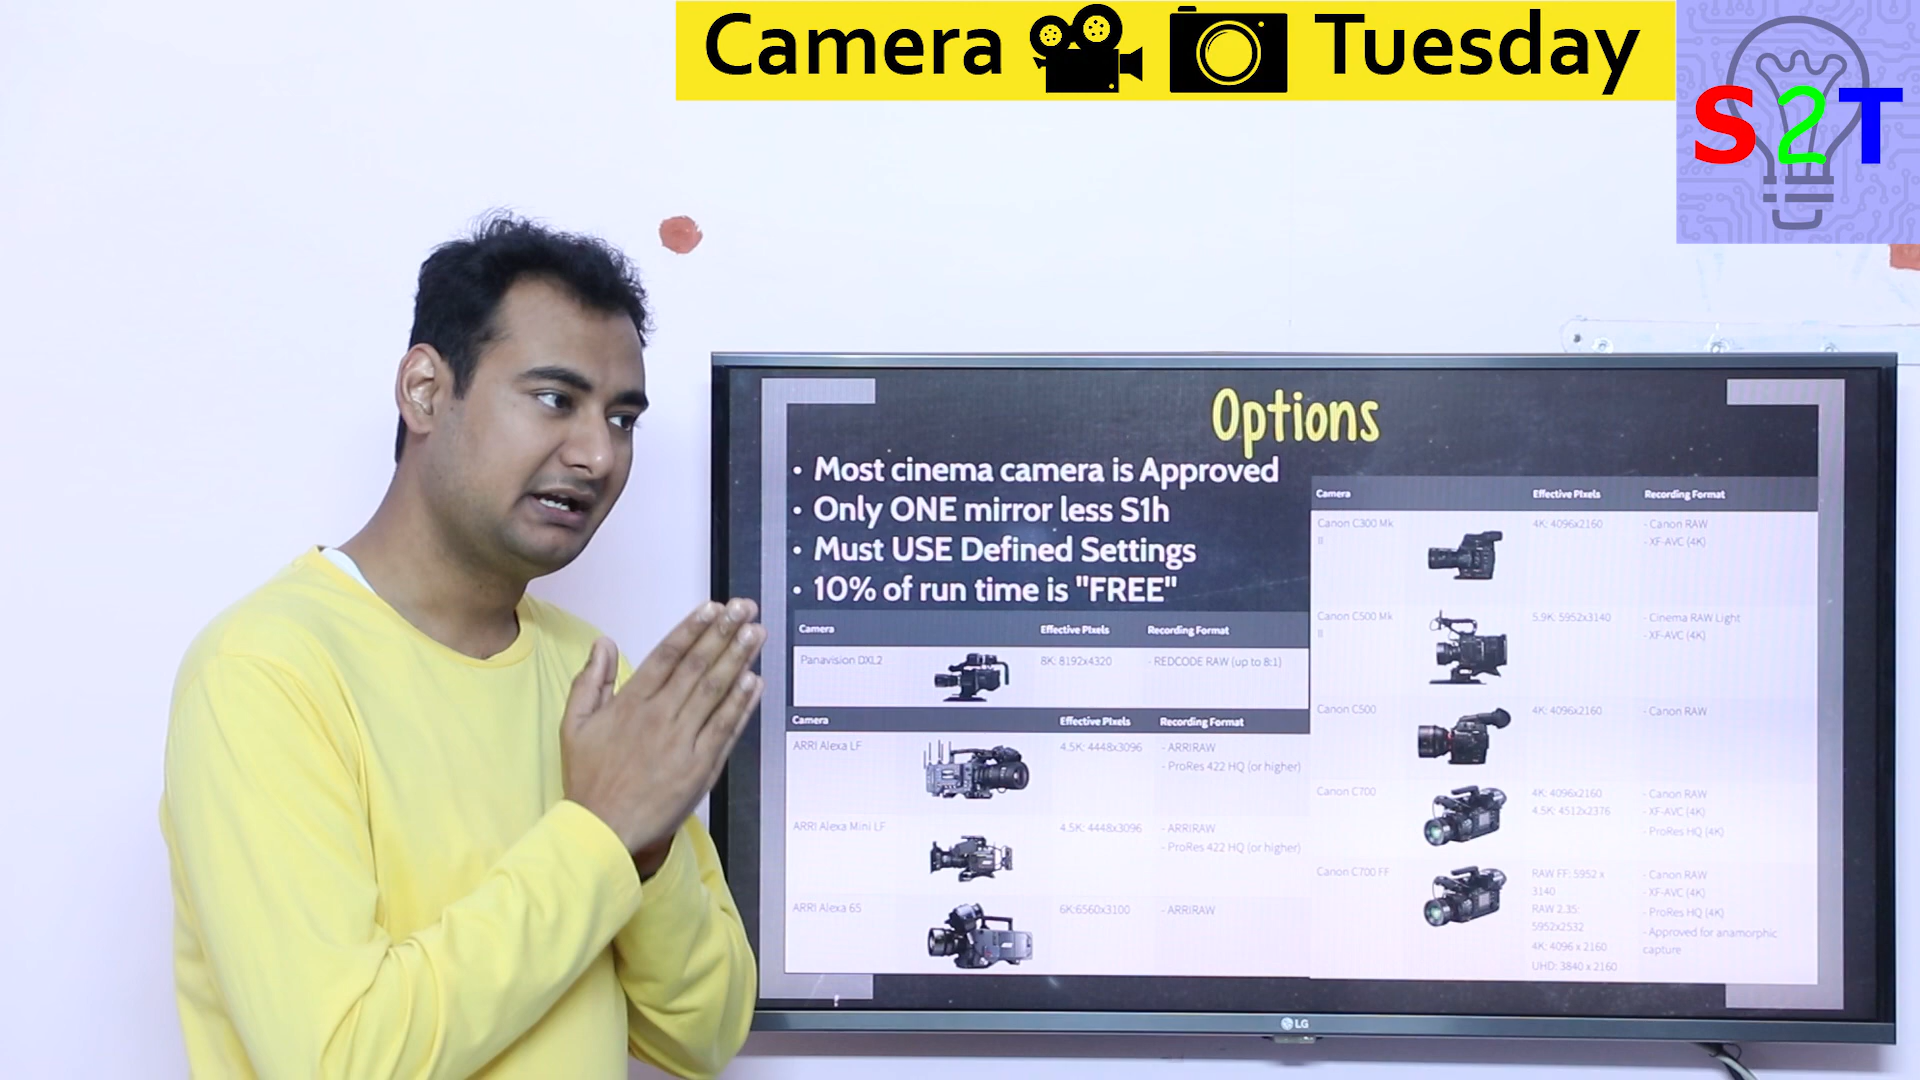 Camera Tuesday
S2T
Options
• Most cinema camera is Approved
• Only ONE mirror less S1h
• Must USE Defined Settings
• 10% of run time is "FREE"
Camera Effective Pixels Recording Format
Panavision DXL2 8K: 8192x4320 - REDCODE RAW (up to 8:1)
Camera Effective Pixels Recording Format
ARRI Alexa LF 4.5K: 4448x3096 - ARRIRAW
- ProRes 422 HQ (or higher)
ARRI Alexa Mini LF 4.5K: 4448x3096 - ARRIRAW
- ProRes 422 HQ (or higher)
ARRI Alexa 65 6K:6560x3100 - ARRIRAW
Camera Effective Pixels Recording Format
Canon C300 Mk 4K: 4096x2160 - Canon RAW
II - XF-AVC (4K)
Canon C500 Mk 5.9K: 5952x3140 - Cinema RAW Light
II - XF-AVC (4K)
Canon C500 4K: 4096x2160 - Canon RAW
Canon C700 4K: 4096x2160 - Canon RAW
4.5K: 4512x2376 - XF-AVC (4K)
- ProRes HQ (4K)
Canon C700 FF RAW FF: 5952 x - Canon RAW
3140 - XF-AVC (4K)
RAW 2.35: - ProRes HQ (4K)
5952x2532 - Approved for anamorphic
4K: 4096 x 2160 capture
UHD: 3840 x 2160
LG